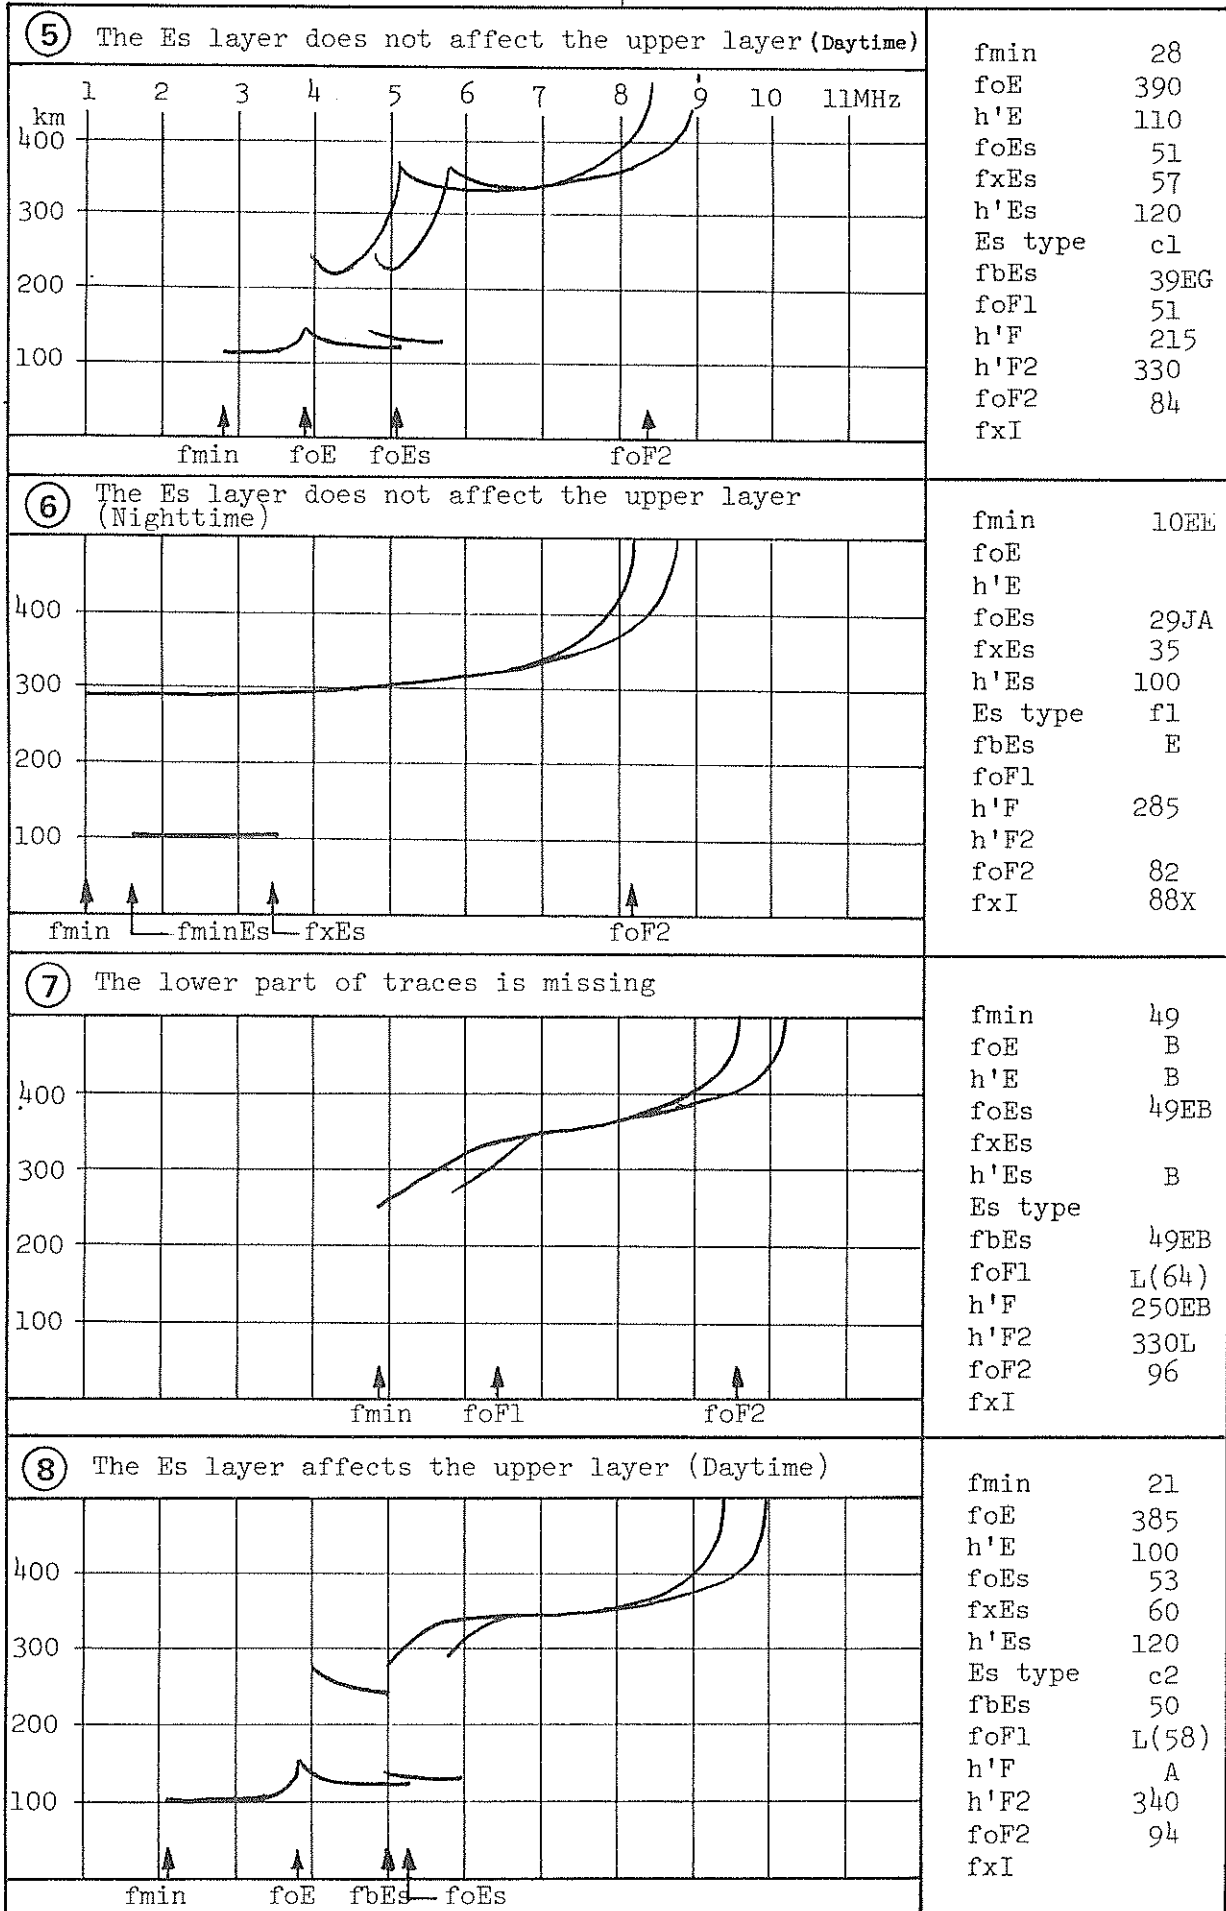 ⑤ The Es layer does not affect the upper layer (Daytime)
1 2 3 4 5 6 7 8 9 10 11MHz
km
400
300
200
100
fmin foE foEs foF2
fmin 28
foE 390
h'E 110
foEs 51
fxEs 57
h'Es 120
Es type c1
fbEs 39EG
foF1 51
h'F 215
h'F2 330
foF2 84
fxI
⑥ The Es layer does not affect the upper layer
(Nighttime)
400
300
200
100
fmin fminEs fxEs foF2
fmin 10EE
foE
h'E
foEs 29JA
fxEs 35
h'Es 100
Es type f1
fbEs E
foF1
h'F 285
h'F2
foF2 82
fxI 88X
⑦ The lower part of traces is missing
400
300
200
100
fmin foF1 foF2
fmin 49
foE B
h'E B
foEs 49EB
fxEs
h'Es B
Es type
fbEs 49EB
foF1 L(64)
h'F 250EB
h'F2 330L
foF2 96
fxI
⑧ The Es layer affects the upper layer (Daytime)
400
300
200
100
fmin foE fbEs foEs
fmin 21
foE 385
h'E 100
foEs 53
fxEs 60
h'Es 120
Es type c2
fbEs 50
foF1 L(58)
h'F A
h'F2 340
foF2 94
fxI